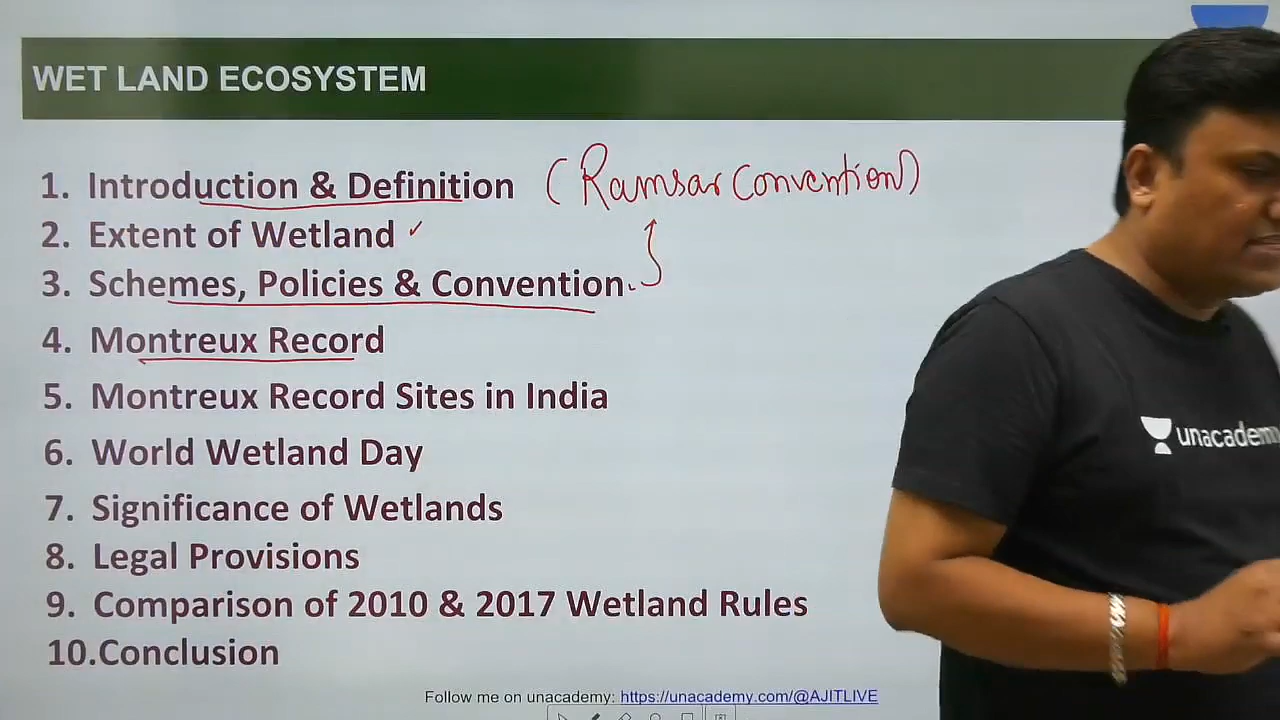 WET LAND ECOSYSTEM
1. Introduction & Definition (Ramsar Convention)
2. Extent of Wetland ✓
3. Schemes, Policies & Convention.
4. Montreux Record
5. Montreux Record Sites in India
6. World Wetland Day
7. Significance of Wetlands
8. Legal Provisions
9. Comparison of 2010 & 2017 Wetland Rules
10.Conclusion
unacademy
Follow me on unacademy: https://unacademy.com/@AJITLIVE